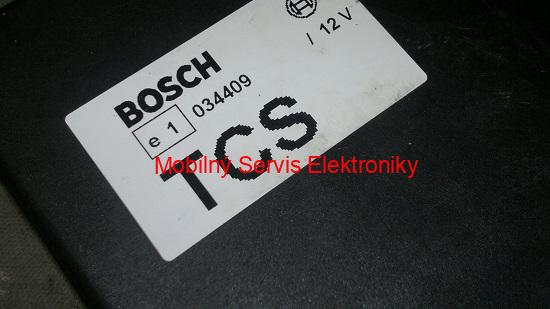 BOSCH
/ 12 V
e 1
034409
TCS
Mobilný Servis Elektroniky